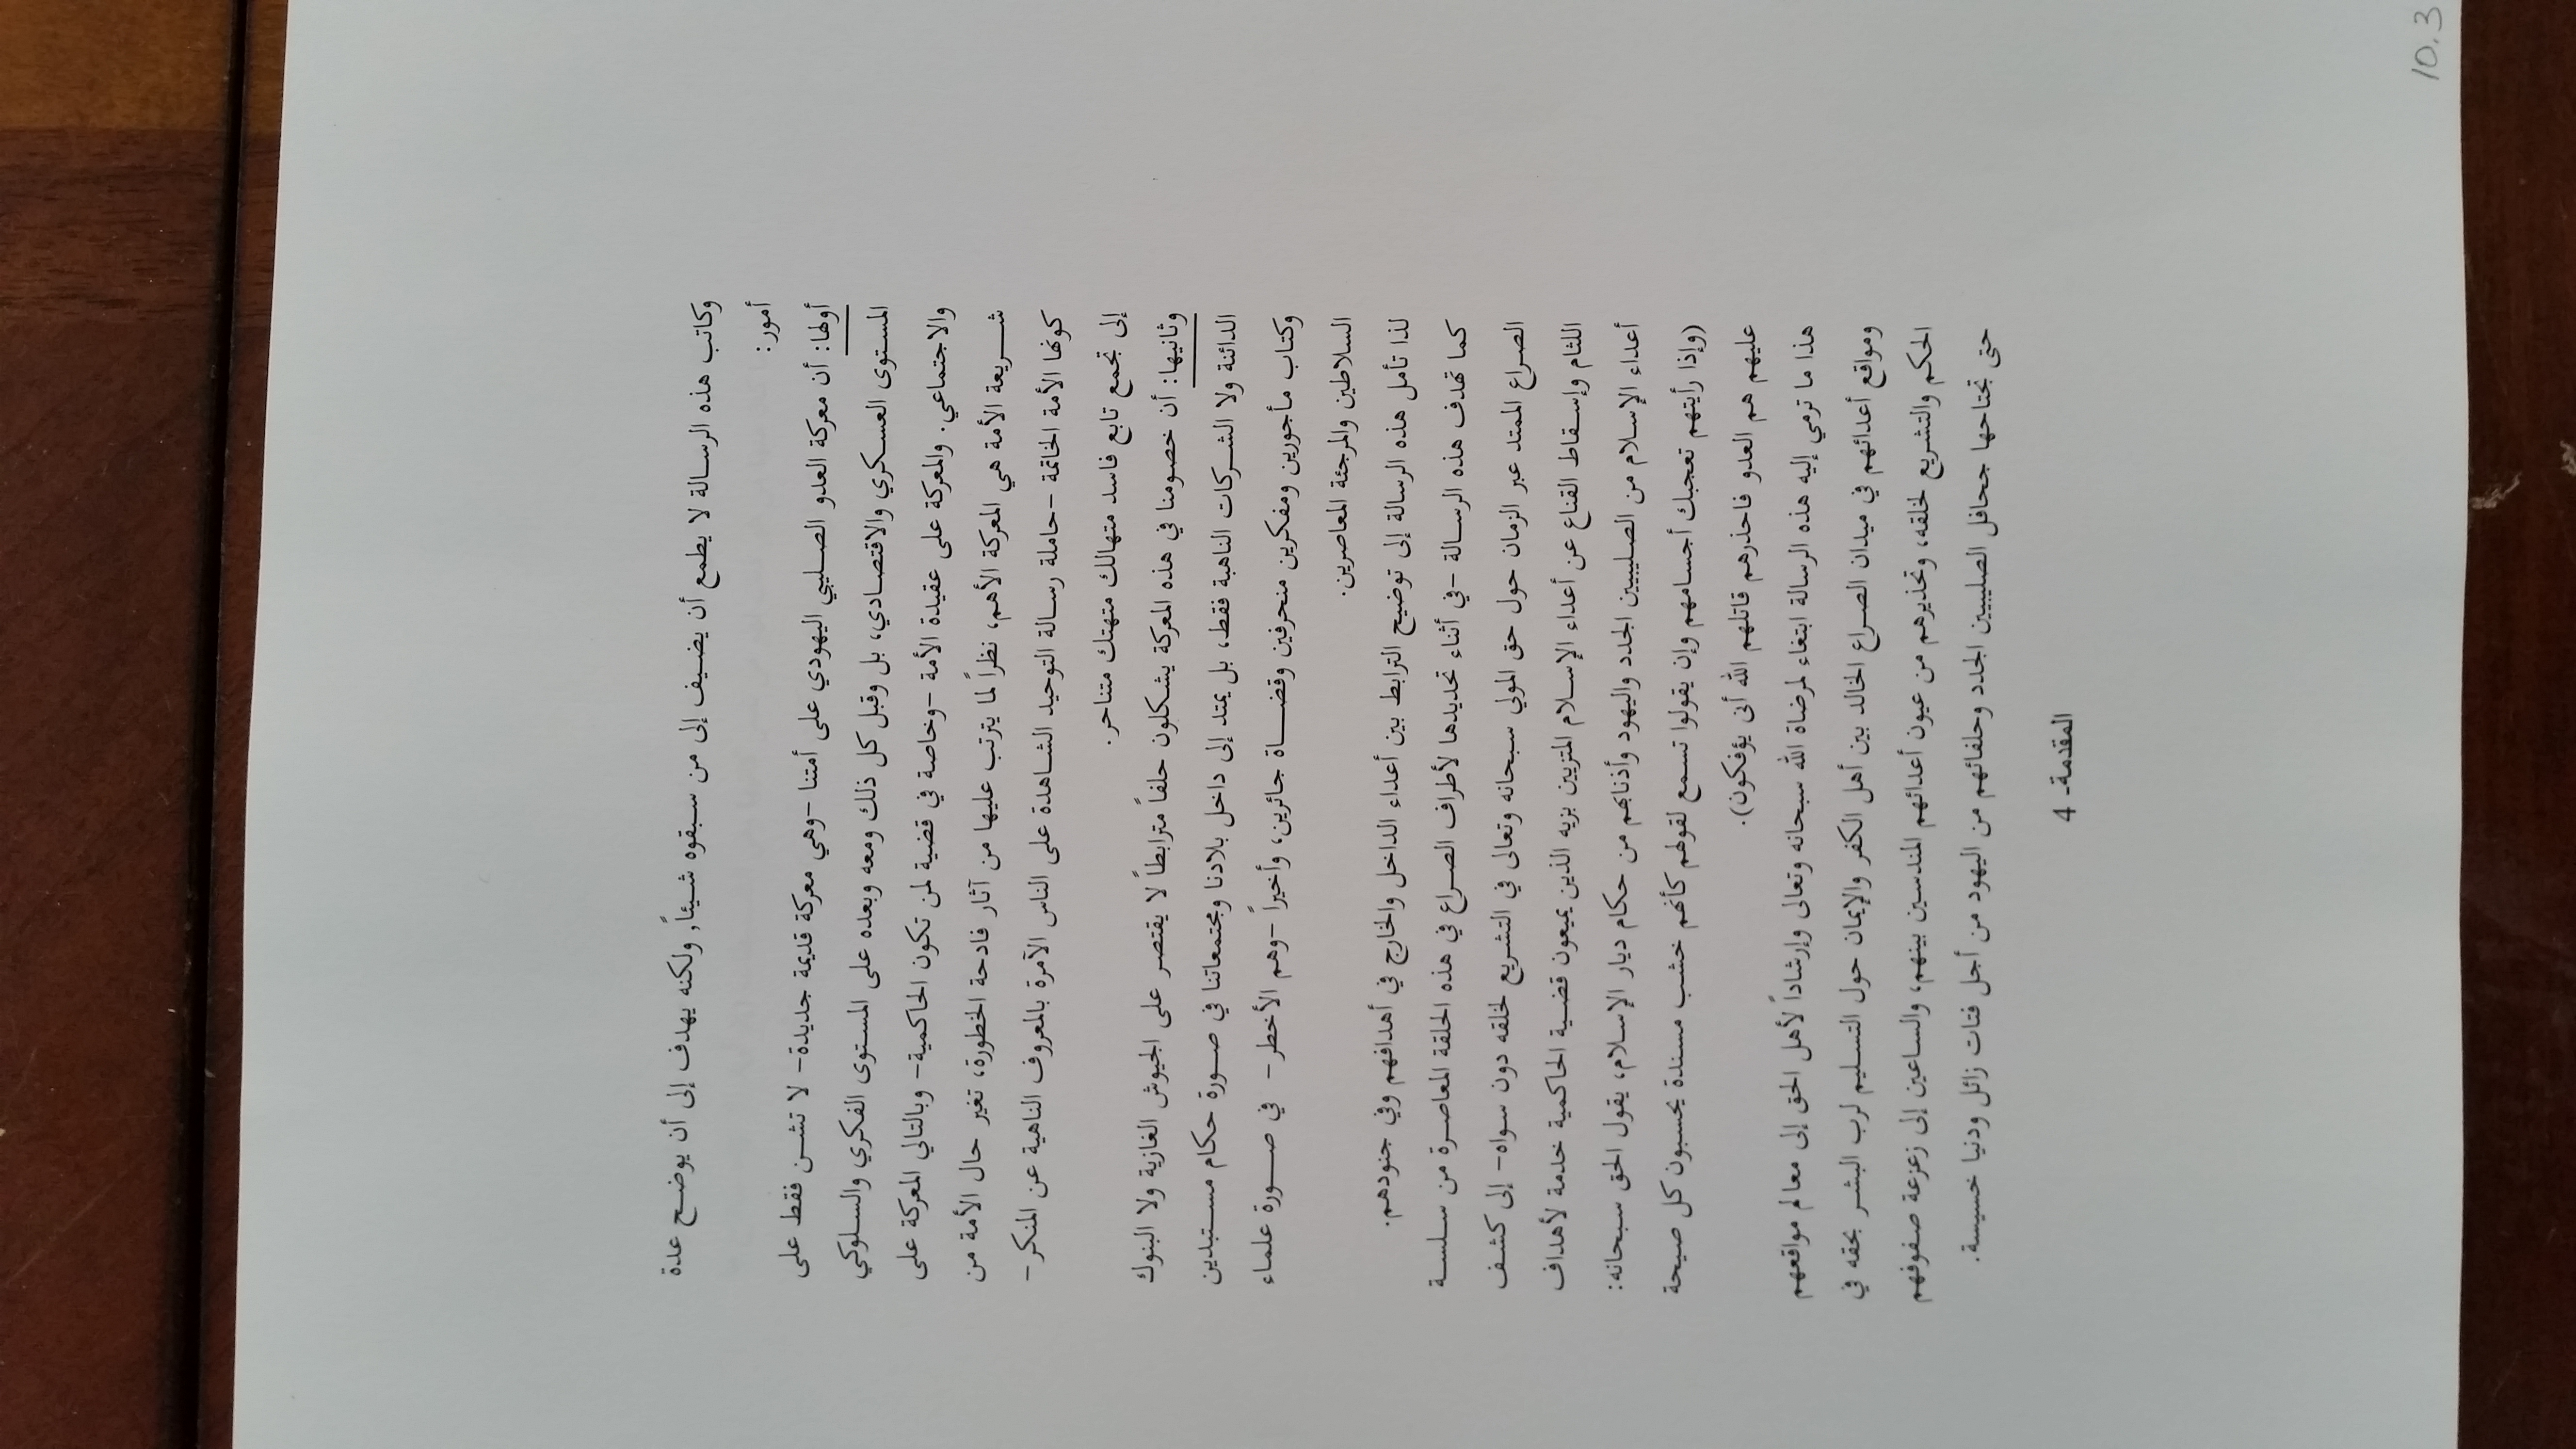 10.3
وكاتب هذه الرسالة لا يطمع أن يضيف إلى من سبقوه شيئاً, ولكنه يهدف إلى أن يوضح عدة
أمور:
أولها: أن معركة العدو الصليبي اليهودي على أمتنا -وهي معركة قديمة جديدة- لا تشن فقط على
المستوى العسكري والاقتصادي، بل وقبل كل ذلك ومعه وبعده على المستوى الفكري والسلوكي
والاجتماعي. والمعركة على عقيدة الأمة -وخاصة في قضية لمن تكون الحاكمية- وبالتالي المعركة على
شريعة الأمة هي المعركة الأهم، نظراً لما يترتب عليها من آثار فادحة الخطورة، تغير حال الأمة من
كونها الأمة الخاتمة -حاملة رسالة التوحيد الشاهدة على الناس الآمرة بالمعروف الناهية عن المنكر-
إلى تجمع تابع فاسد متهالك متهتك متناحر.
وثانيها: أن خصومنا في هذه المعركة يشكلون حلفاً مترابطاً لا يقتصر على الجيوش الغازية ولا البنوك
الدائنة ولا الشركات الناهبة فقط، بل يمتد إلى داخل بلادنا ومجتمعاتنا في صورة حكام مستبدين
وكتاب مأجورين ومفكرين منحرفين وقضاة جائرين، وأخيراً -وهم الأخطر- في صورة علماء
السلاطين والمرجئة المعاصرين.
لذا تأمل هذه الرسالة إلى توضيح الترابط بين أعداء الداخل والخارج في أهدافهم وفي جنودهم.
كما تهدف هذه الرسالة -في أثناء تحديدها لأطراف الصراع في هذه الحلقة المعاصرة من سلسة
الصراع الممتد عبر الزمان حول حق المولي سبحانه وتعالى في التشريع لخلقه دون سواه- إلى كشف
اللثام وإسقاط القناع عن أعداء الإسلام المتزيين بزيه الذين يميعون قضية الحاكمية خدمة لأهداف
أعداء الإسلام من الصليبيين الجدد واليهود وأذنابهم من حكام ديار الإسلام، يقول الحق سبحانه:
(وإذا رأيتهم تعجبك أجسامهم وإن يقولوا تسمع لقولهم كأنهم خشب مسندة يحسبون كل صيحة
عليهم هم العدو فاحذرهم قاتلهم الله أنى يؤفكون).
هذا ما ترمي إليه هذه الرسالة ابتغاء لمرضاة الله سبحانه وتعالى وإرشاداً لأهل الحق إلى معالم مواقعهم
ومواقع أعدائهم في ميدان الصراع الخالد بين أهل الكفر والإيمان حول التسليم لرب البشر بحقه في
الحكم والتشريع لخلقه، وتحذيرهم من عيون أعدائهم المندسين بينهم، والساعين إلى زعزعة صفوفهم
حتى تجتاحها جحافل الصليبيين الجدد وحلفائهم من اليهود من أجل فتات زائل ودنيا خسيسة.
المقدمة- 4